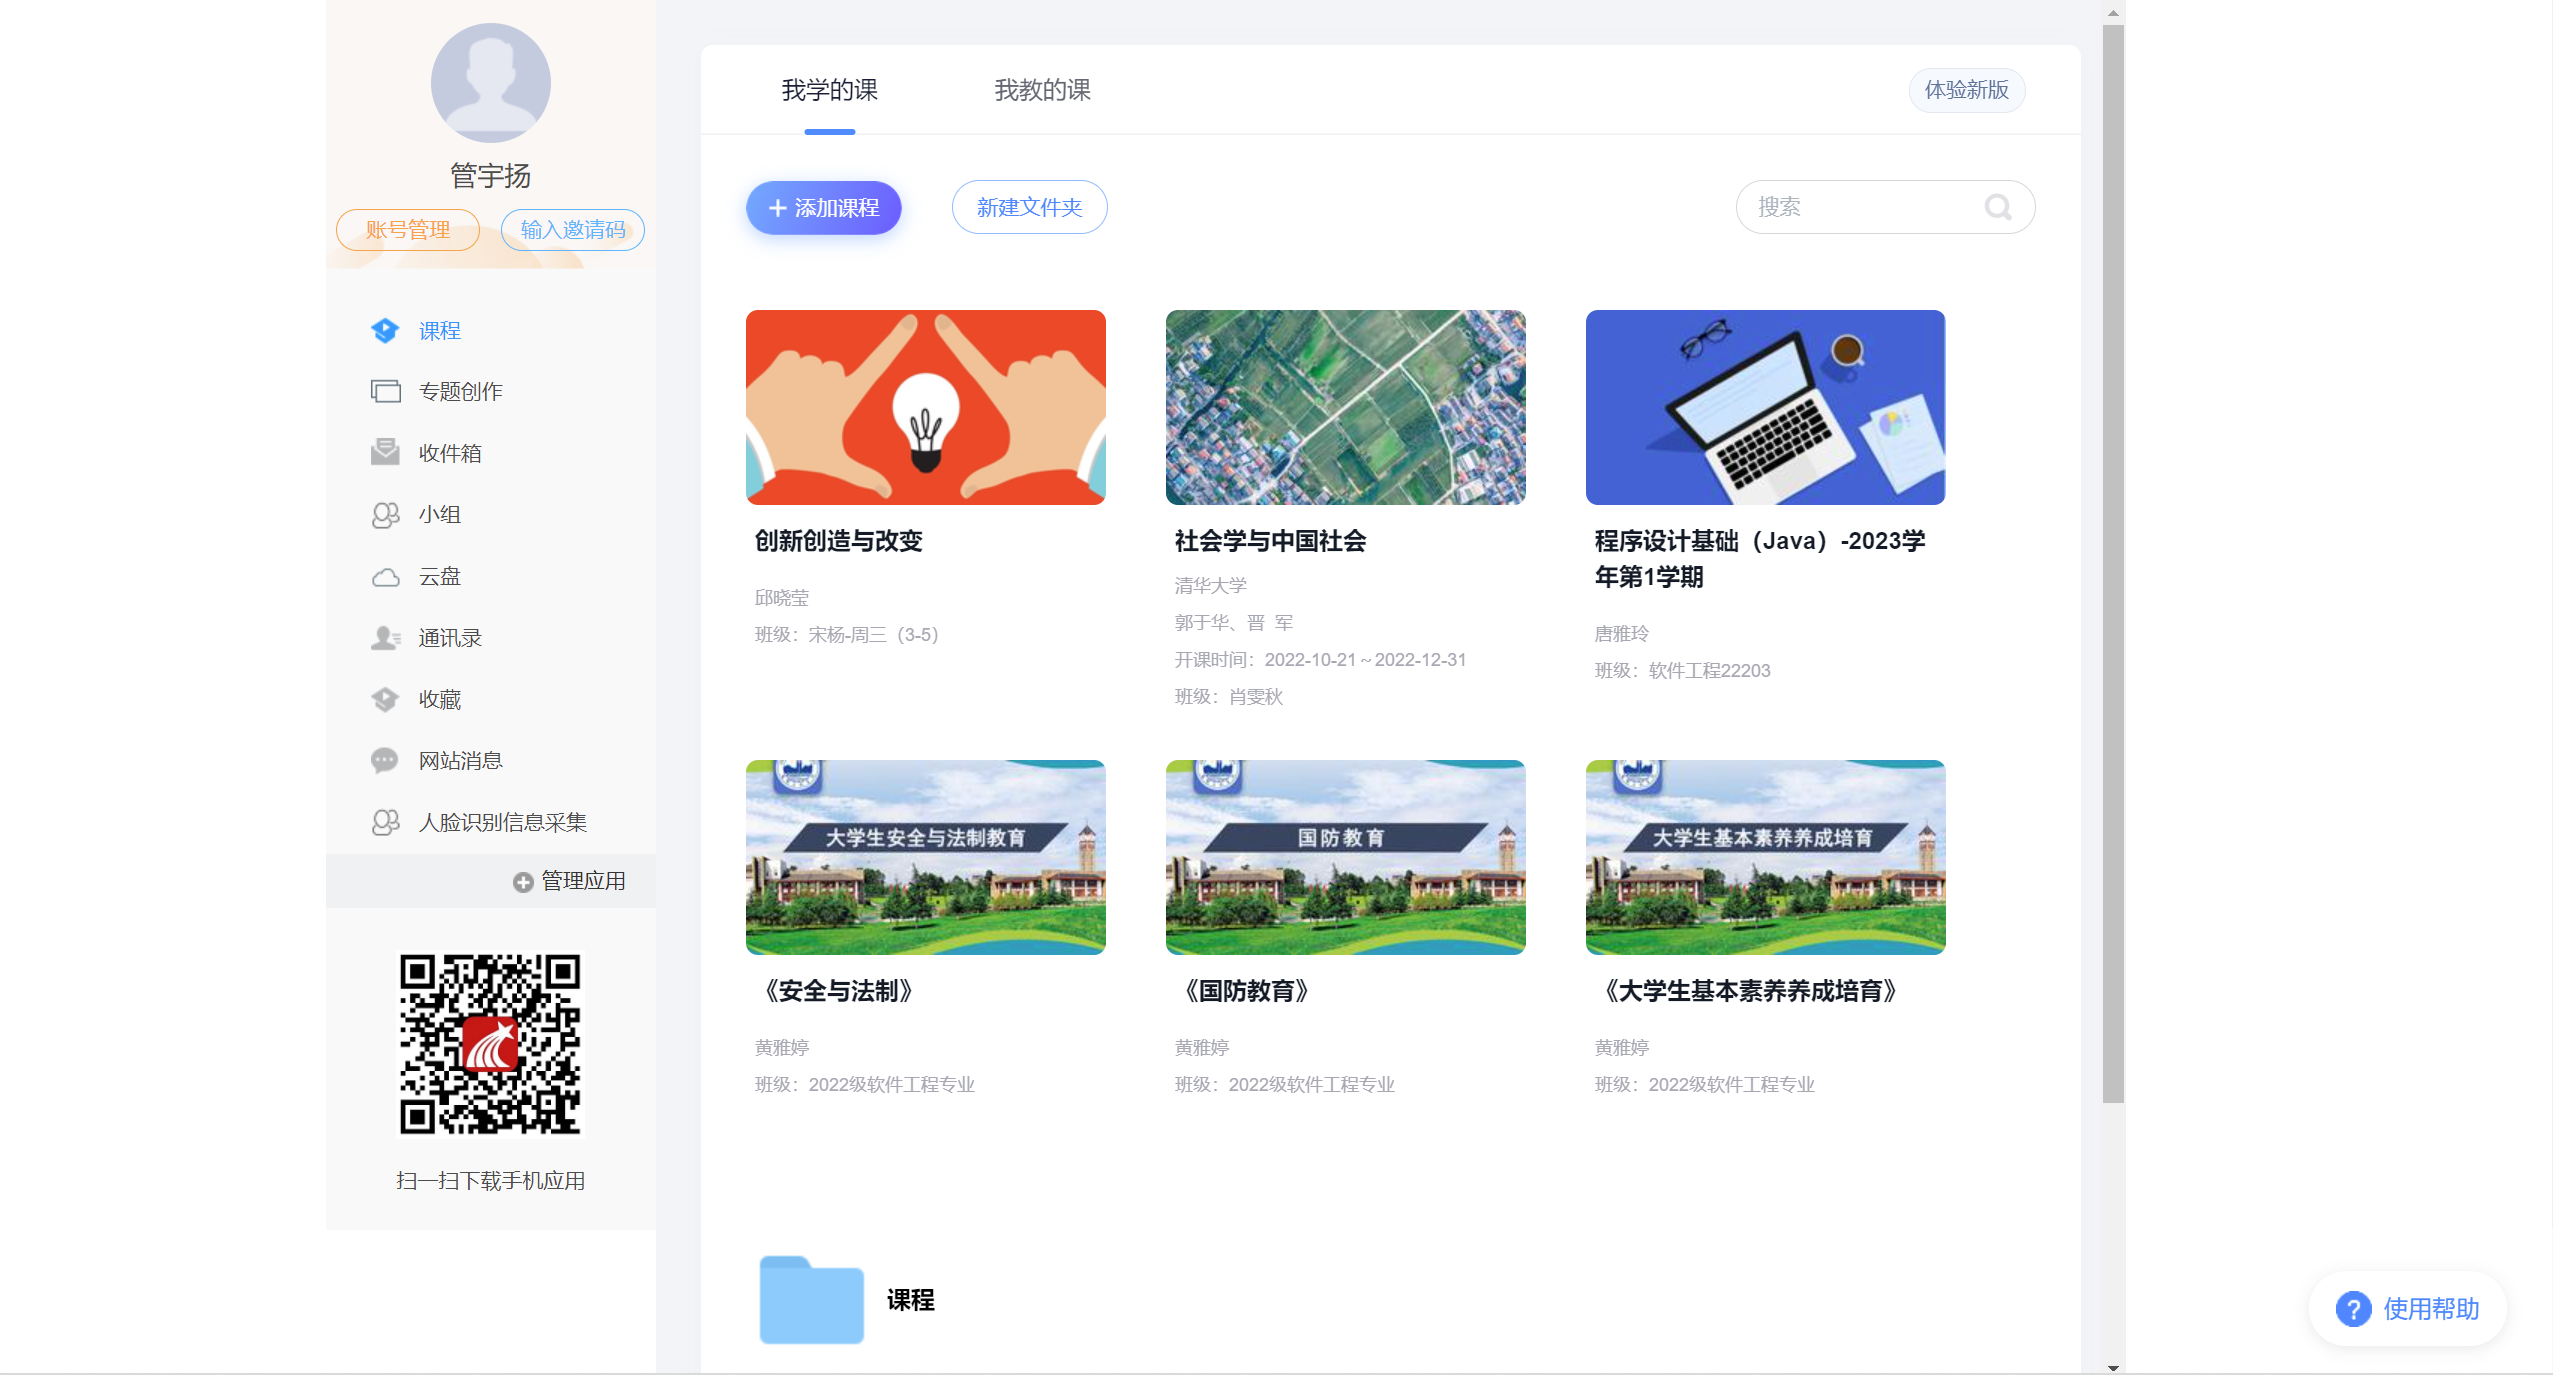 管宇扬
账号管理
输入邀请码
课程
专题创作
收件箱
小组
云盘
通讯录
收藏
网站消息
人脸识别信息采集
管理应用
扫一扫下载手机应用
我学的课
我教的课
体验新版
添加课程
新建文件夹
搜索
创新创造与改变
邱晓莹
班级：宋杨-周三（3-5）
社会学与中国社会
清华大学
郭于华、晋 军
开课时间：2022-10-21～2022-12-31
班级：肖雯秋
程序设计基础（Java）-2023学
年第1学期
唐雅玲
班级：软件工程22203
大学生安全与法制教育
《安全与法制》
黄雅婷
班级：2022级软件工程专业
国防教育
《国防教育》
黄雅婷
班级：2022级软件工程专业
大学生基本素养养成培育
《大学生基本素养养成培育》
黄雅婷
班级：2022级软件工程专业
课程
使用帮助